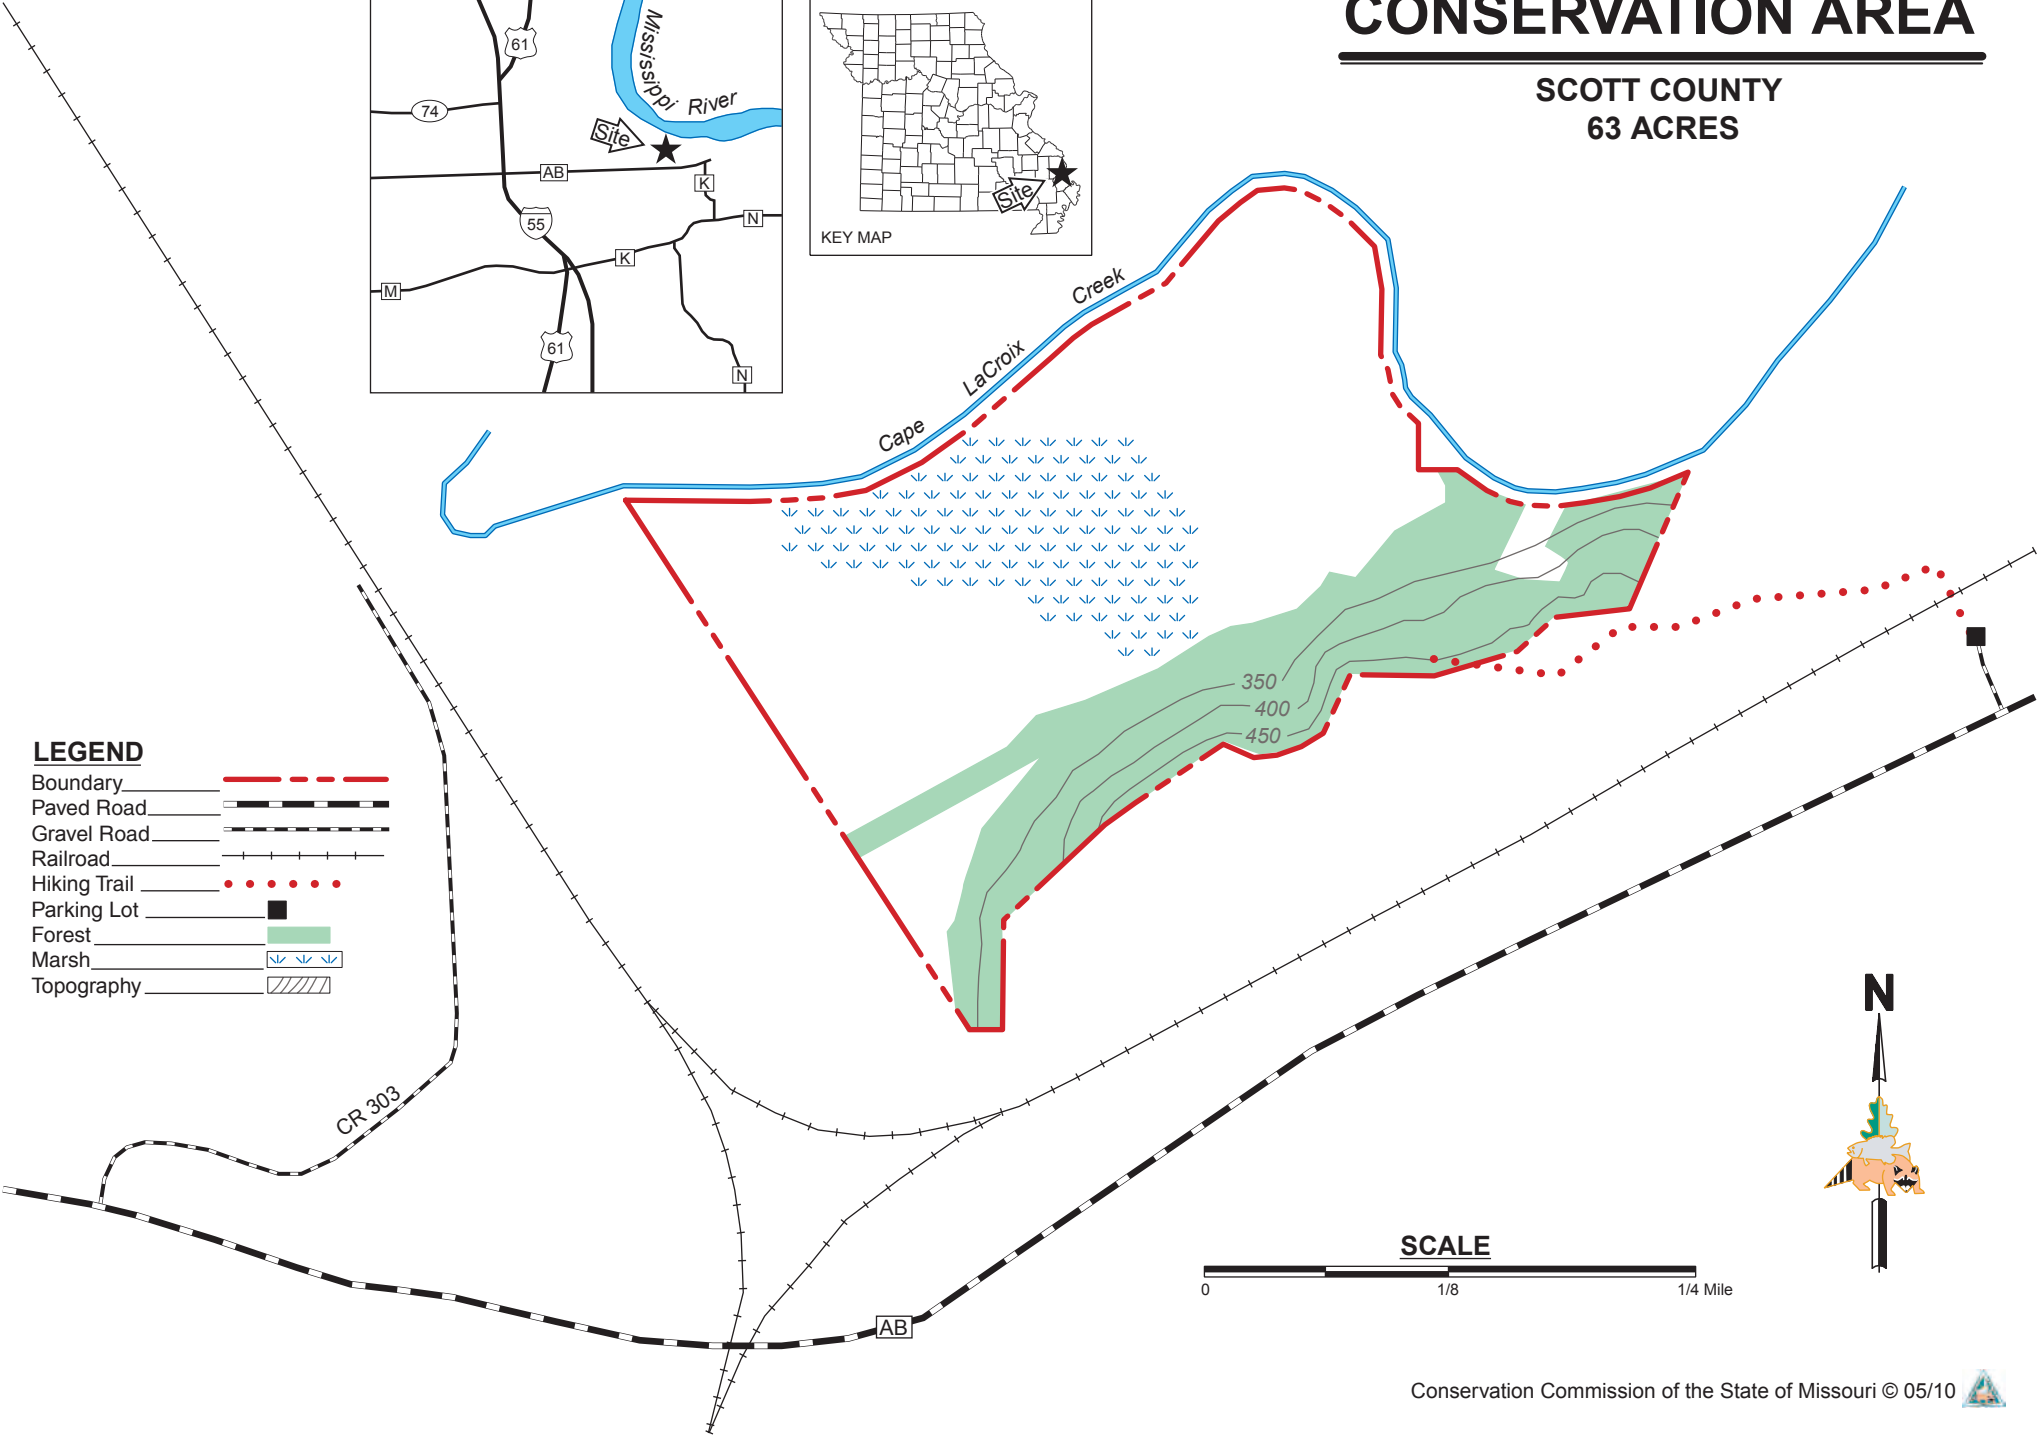 CONSERVATION AREA
SCOTT COUNTY
63 ACRES
61
74
Mississippi
River
Site
AB
K
N
55
K
M
61
N
Site
KEY MAP
Cape
LaCroix
Creek
350
400
450
LEGEND
Boundary
Paved Road
Gravel Road
Railroad
Hiking Trail
Parking Lot
Forest
Marsh
Topography
CR 303
AB
N
SCALE
0
1/8
1/4 Mile
Conservation Commission of the State of Missouri © 05/10